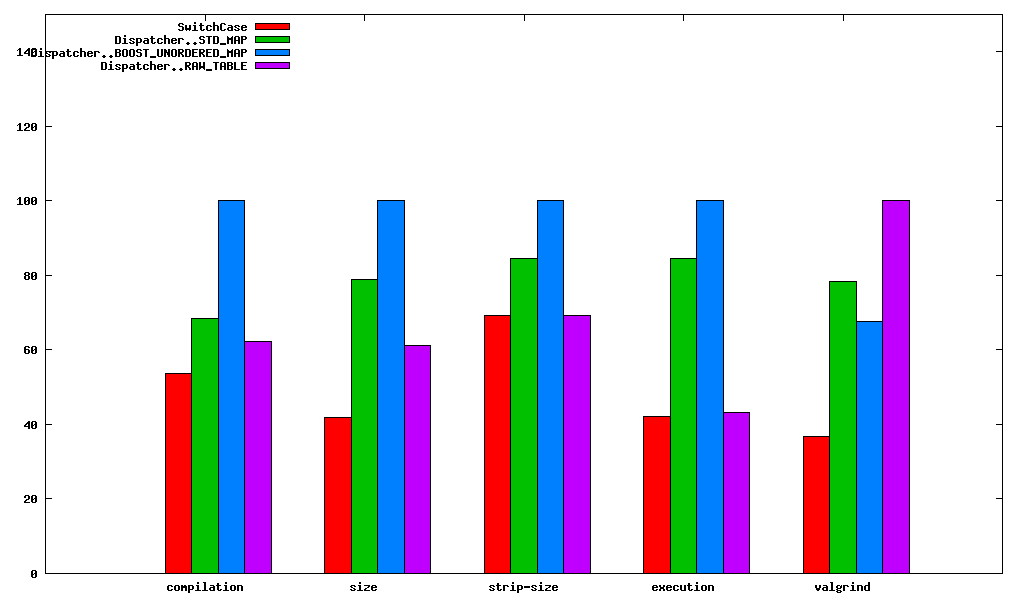 SwitchCase
Dispatcher..STD_MAP
Dispatcher..BOOST_UNORDERED_MAP
Dispatcher..RAW_TABLE
140
120
100
80
60
40
20
0
compilation size strip-size execution valgrind